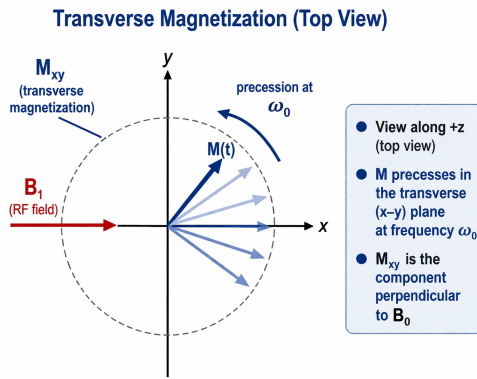 Transverse Magnetization (Top View)
y
Mxy
(transverse
magnetization)
precession at
ω0
M(t)
B1
(RF field)
x
● View along +z
(top view)
● M precesses in
the transverse
(x–y) plane
at frequency ω0
● Mxy is the
component
perpendicular
to B0